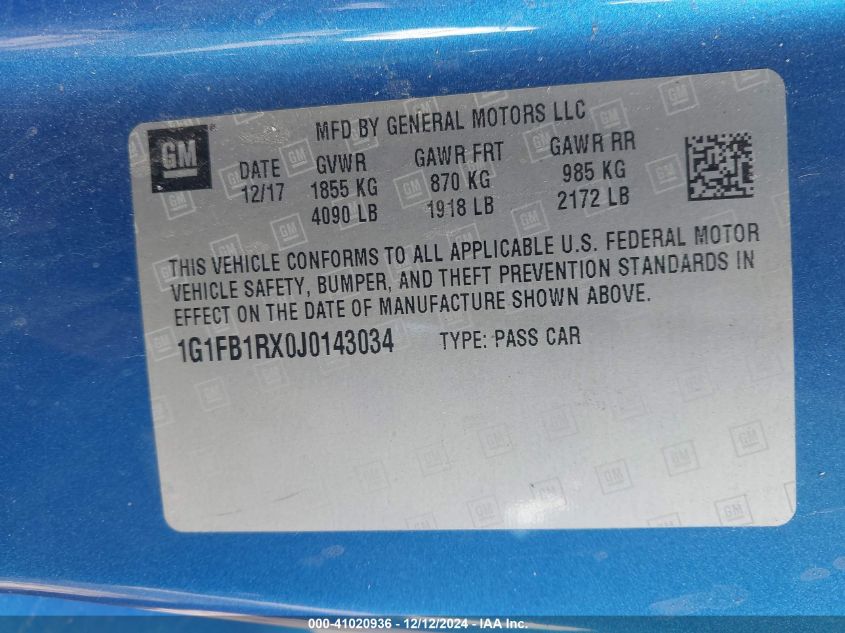 GM
MFD BY GENERAL MOTORS LLC
DATE GVWR GAWR FRT GAWR RR
12/17 1855 KG 870 KG 985 KG
4090 LB 1918 LB 2172 LB
THIS VEHICLE CONFORMS TO ALL APPLICABLE U.S. FEDERAL MOTOR
VEHICLE SAFETY, BUMPER, AND THEFT PREVENTION STANDARDS IN
EFFECT ON THE DATE OF MANUFACTURE SHOWN ABOVE.
1G1FB1RX0J0143034 TYPE: PASS CAR
000-41020936 - 12/12/2024 - IAA Inc.